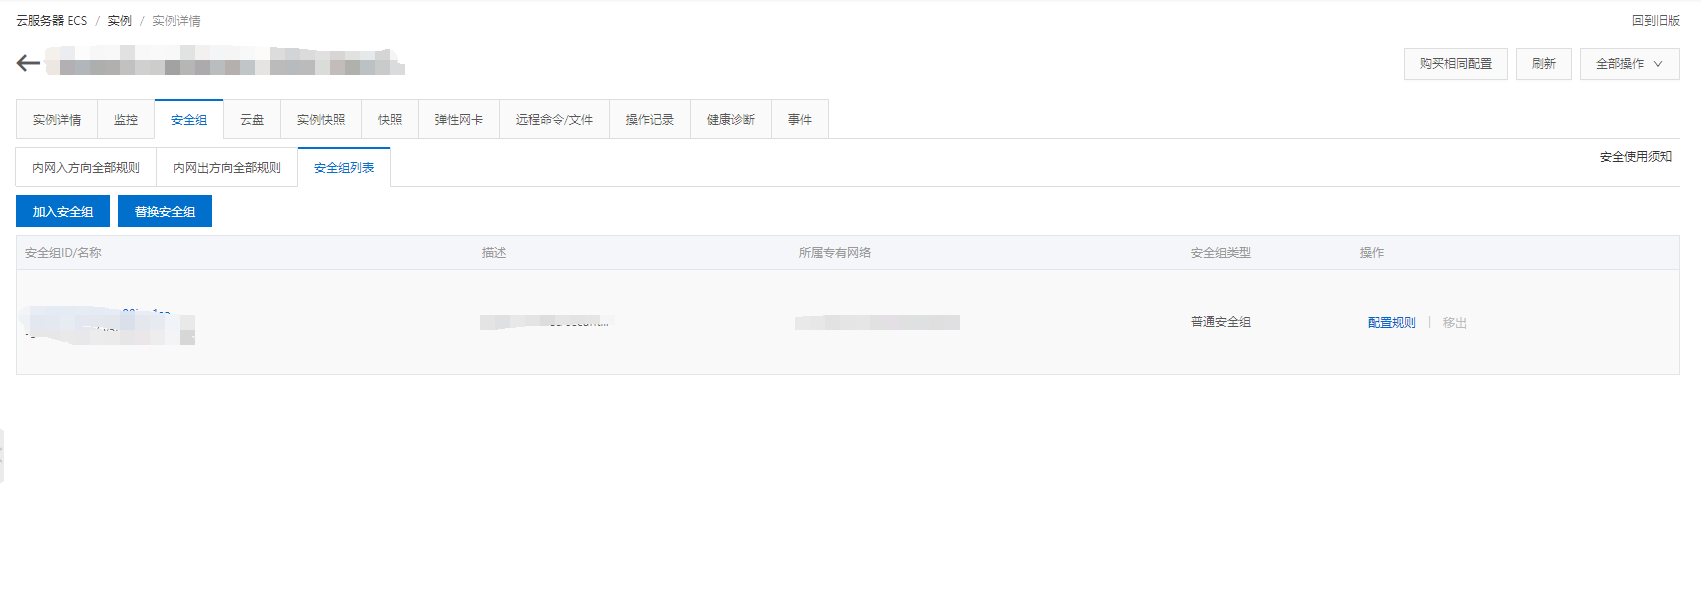 云服务器 ECS / 实例 / 实例详情
回到旧版
购买相同配置 刷新 全部操作
实例详情 监控 安全组 云盘 实例快照 快照 弹性网卡 远程命令/文件 操作记录 健康诊断 事件
内网入方向全部规则 内网出方向全部规则 安全组列表
安全使用须知
加入安全组 替换安全组
安全组ID/名称 描述 所属专有网络 安全组类型 操作
普通安全组 配置规则 移出